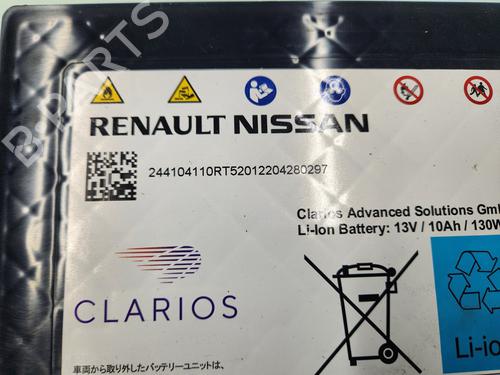 B-PARTS
RENAULT NISSAN
244104110RT52012204280297
Clarios Advanced Solutions Gm
Li-Ion Battery: 13V / 10Ah / 130W
CLARIOS
Li-io
車両から取り外したバッテリーユニットは、